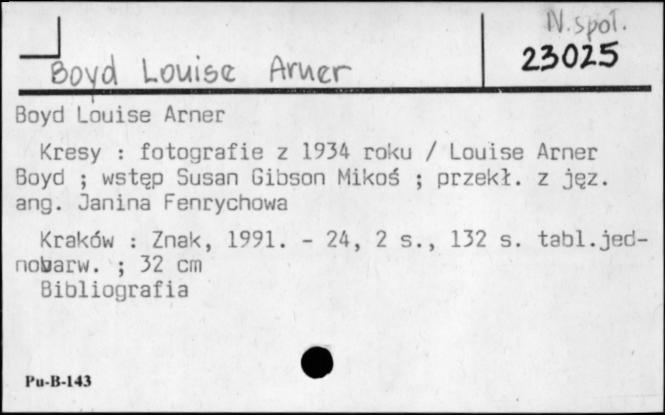 N.społ.
23025
Boyd Louise Arner
Boyd Louise Arner
Kresy : fotografie z 1934 roku / Louise Arner
Boyd ; wstęp Susan Gibson Mikoś ; przekł. z jęz.
ang. Janina Fenrychowa
Kraków : Znak, 1991. - 24, 2 s., 132 s. tabl.jed-
nobarw. ; 32 cm
Bibliografia
Pu-B-143